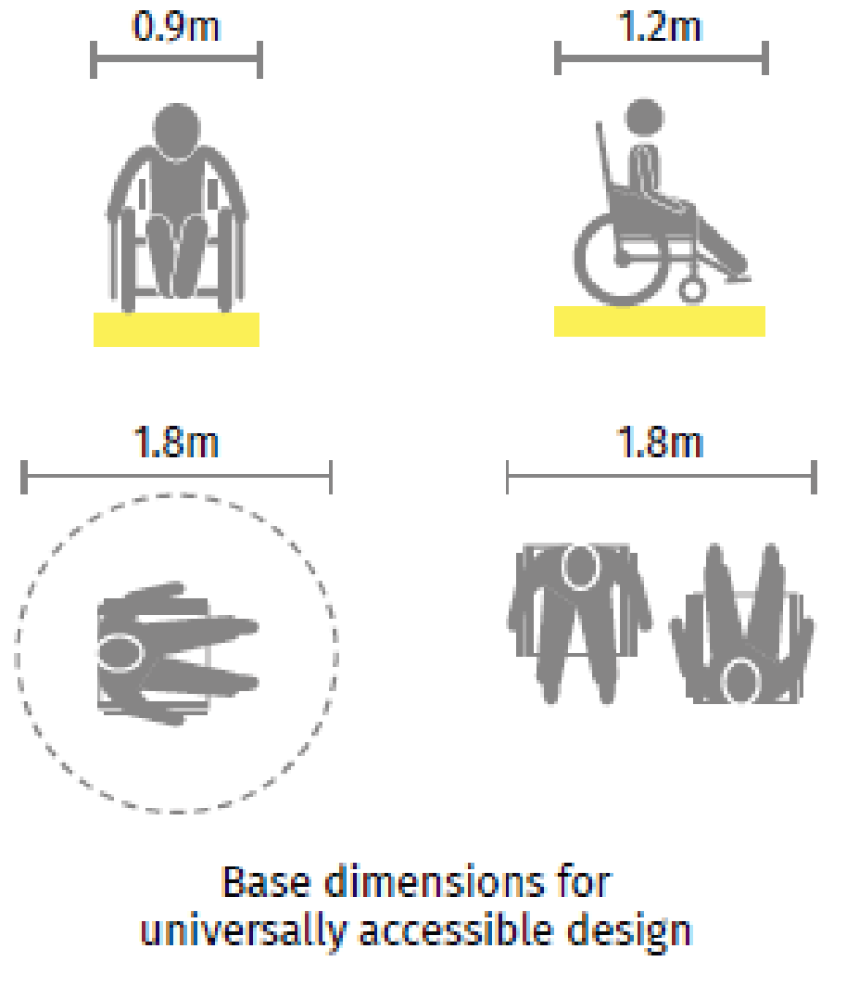 0.9m
1.2m
1.8m
1.8m
Base dimensions for
universally accessible design